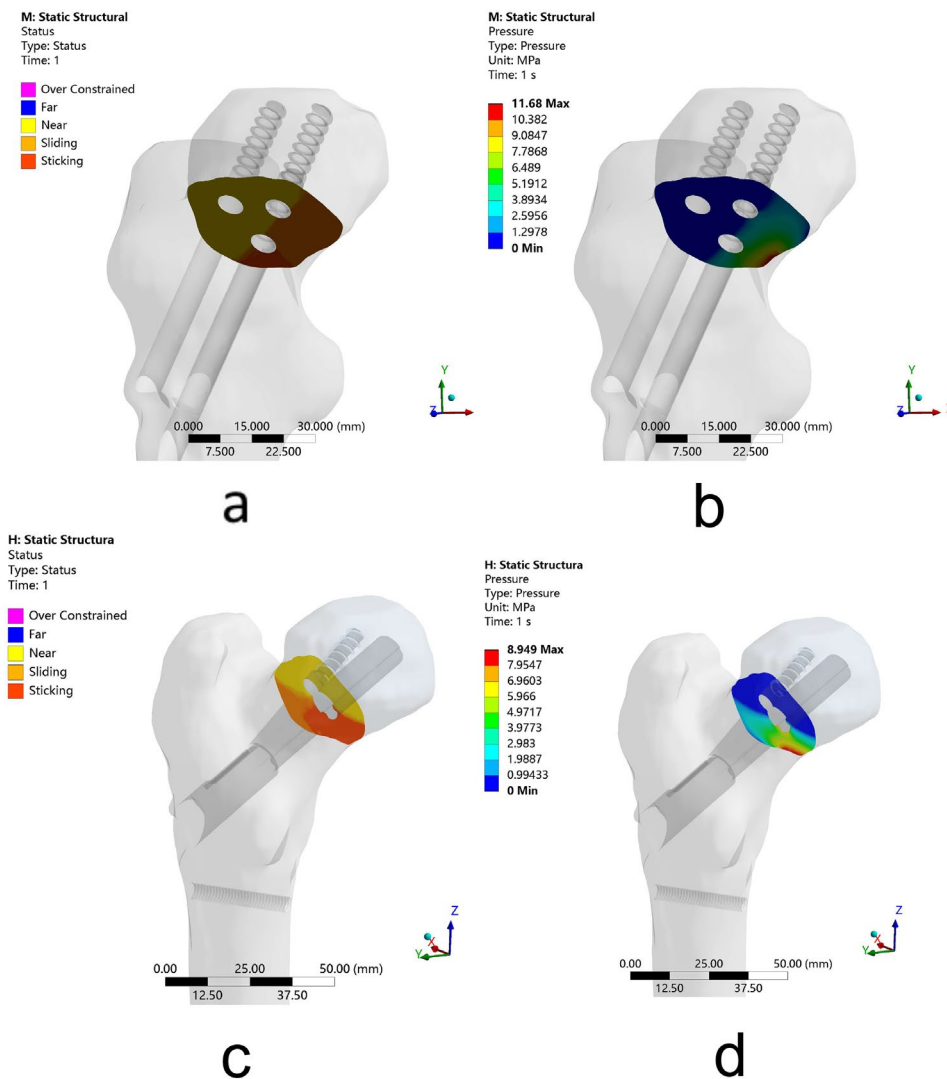 M: Static Structural
Status
Type: Status
Time: 1
Over Constrained
Far
Near
Sliding
Sticking
Y
Z
0.000 15.000 30.000 (mm)
7.500 22.500
a
M: Static Structural
Pressure
Type: Pressure
Unit: MPa
Time: 1 s
11.68 Max
10.382
9.0847
7.7868
6.489
5.1912
3.8934
2.5956
1.2978
0 Min
Y
Z
0.000 15.000 30.000 (mm)
7.500 22.500
b
H: Static Structura
Status
Type: Status
Time: 1
Over Constrained
Far
Near
Sliding
Sticking
Z
X
Y
0.00 25.00 50.00 (mm)
12.50 37.50
c
H: Static Structura
Pressure
Type: Pressure
Unit: MPa
Time: 1 s
8.949 Max
7.9547
6.9603
5.966
4.9717
3.9773
2.983
1.9887
0.99433
0 Min
Z
X
Y
0.00 25.00 50.00 (mm)
12.50 37.50
d